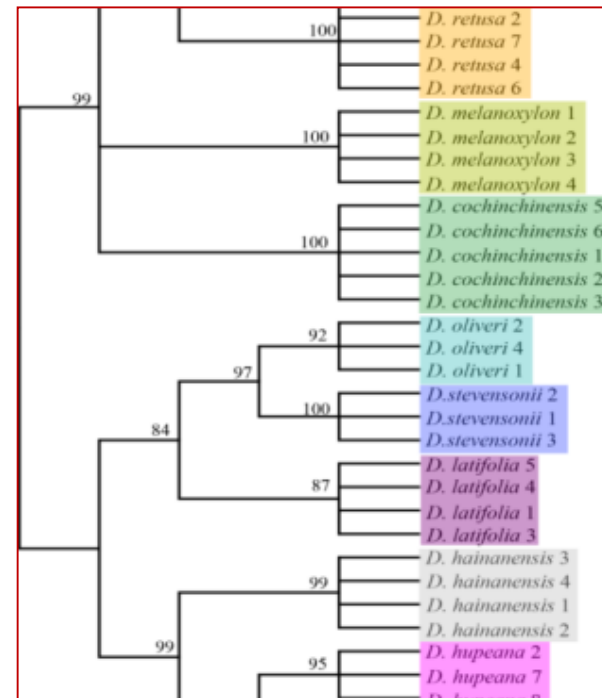 D. retusa 2
100
D. retusa 7
D. retusa 4
D. retusa 6
99
D. melanoxylon 1
100
D. melanoxylon 2
D. melanoxylon 3
D. melanoxylon 4
D. cochinchinensis 5
D. cochinchinensis 6
100
D. cochinchinensis 1
D. cochinchinensis 2
D. cochinchinensis 3
D. oliveri 2
92
D. oliveri 4
D. oliveri 1
97
D.stevensonii 2
100
D.stevensonii 1
84
D.stevensonii 3
D. latifolia 5
87
D. latifolia 4
D. latifolia 1
D. latifolia 3
D. hainanensis 3
99
D. hainanensis 4
D. hainanensis 1
D. hainanensis 2
99
D. hupeana 2
95
D. hupeana 7